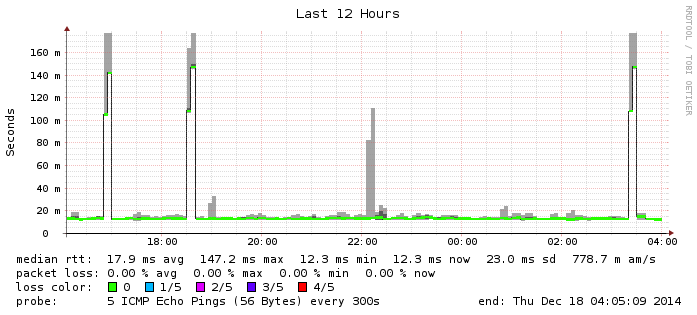 Last 12 Hours
RRDTOOL / TOBI OETIKER
Seconds
160 m
140 m
120 m
100 m
80 m
60 m
40 m
20 m
0
18:00 20:00 22:00 00:00 02:00 04:00
median rtt: 17.9 ms avg 147.2 ms max 12.3 ms min 12.3 ms now 23.0 ms sd 778.7 m am/s
packet loss: 0.00 % avg 0.00 % max 0.00 % min 0.00 % now
loss color: 0 1/5 2/5 3/5 4/5
probe: 5 ICMP Echo Pings (56 Bytes) every 300s end: Thu Dec 18 04:05:09 2014